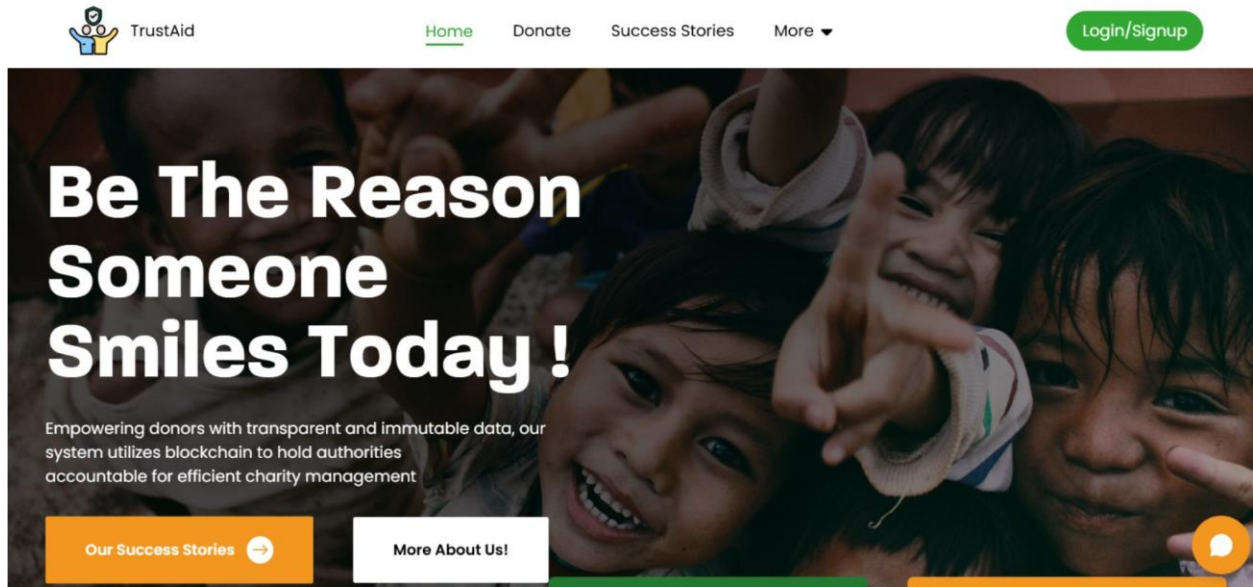 TrustAid
Home Donate Success Stories More
Login/Signup
Be The Reason
Someone
Smiles Today !
Empowering donors with transparent and immutable data, our
system utilizes blockchain to hold authorities
accountable for efficient charity management
Our Success Stories
More About Us!